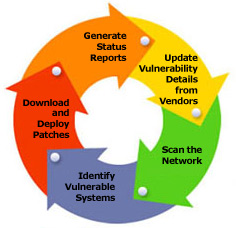 Generate
Status
Reports
Update
Vulnerability
Details
from
Vendors
Scan the
Network
Identify
Vulnerable
Systems
Download
and
Deploy
Patches